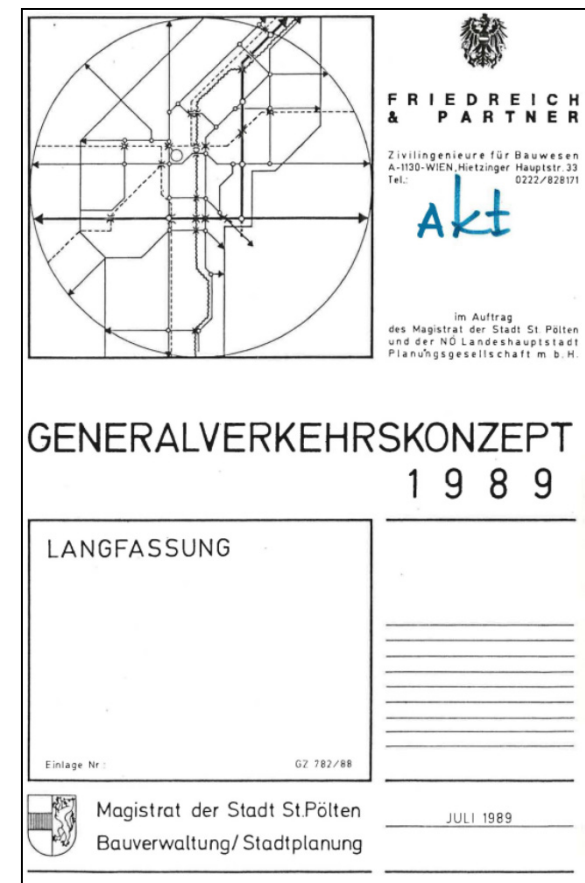 FRIEDREICH
& PARTNER
Zivilingenieure für Bauwesen
A-1130-WIEN,Hietzinger Hauptstr. 33
Tel.: 0222/828171
Akt
im Auftrag
des Magistrat der Stadt St. Pölten
und der NÖ Landeshauptstadt
Planungsgesellschaft m. b. H.
GENERALVERKEHRSKONZEPT
1989
LANGFASSUNG
Einlage Nr.: GZ 782/88
Magistrat der Stadt St.Pölten
Bauverwaltung/Stadtplanung
JULI 1989